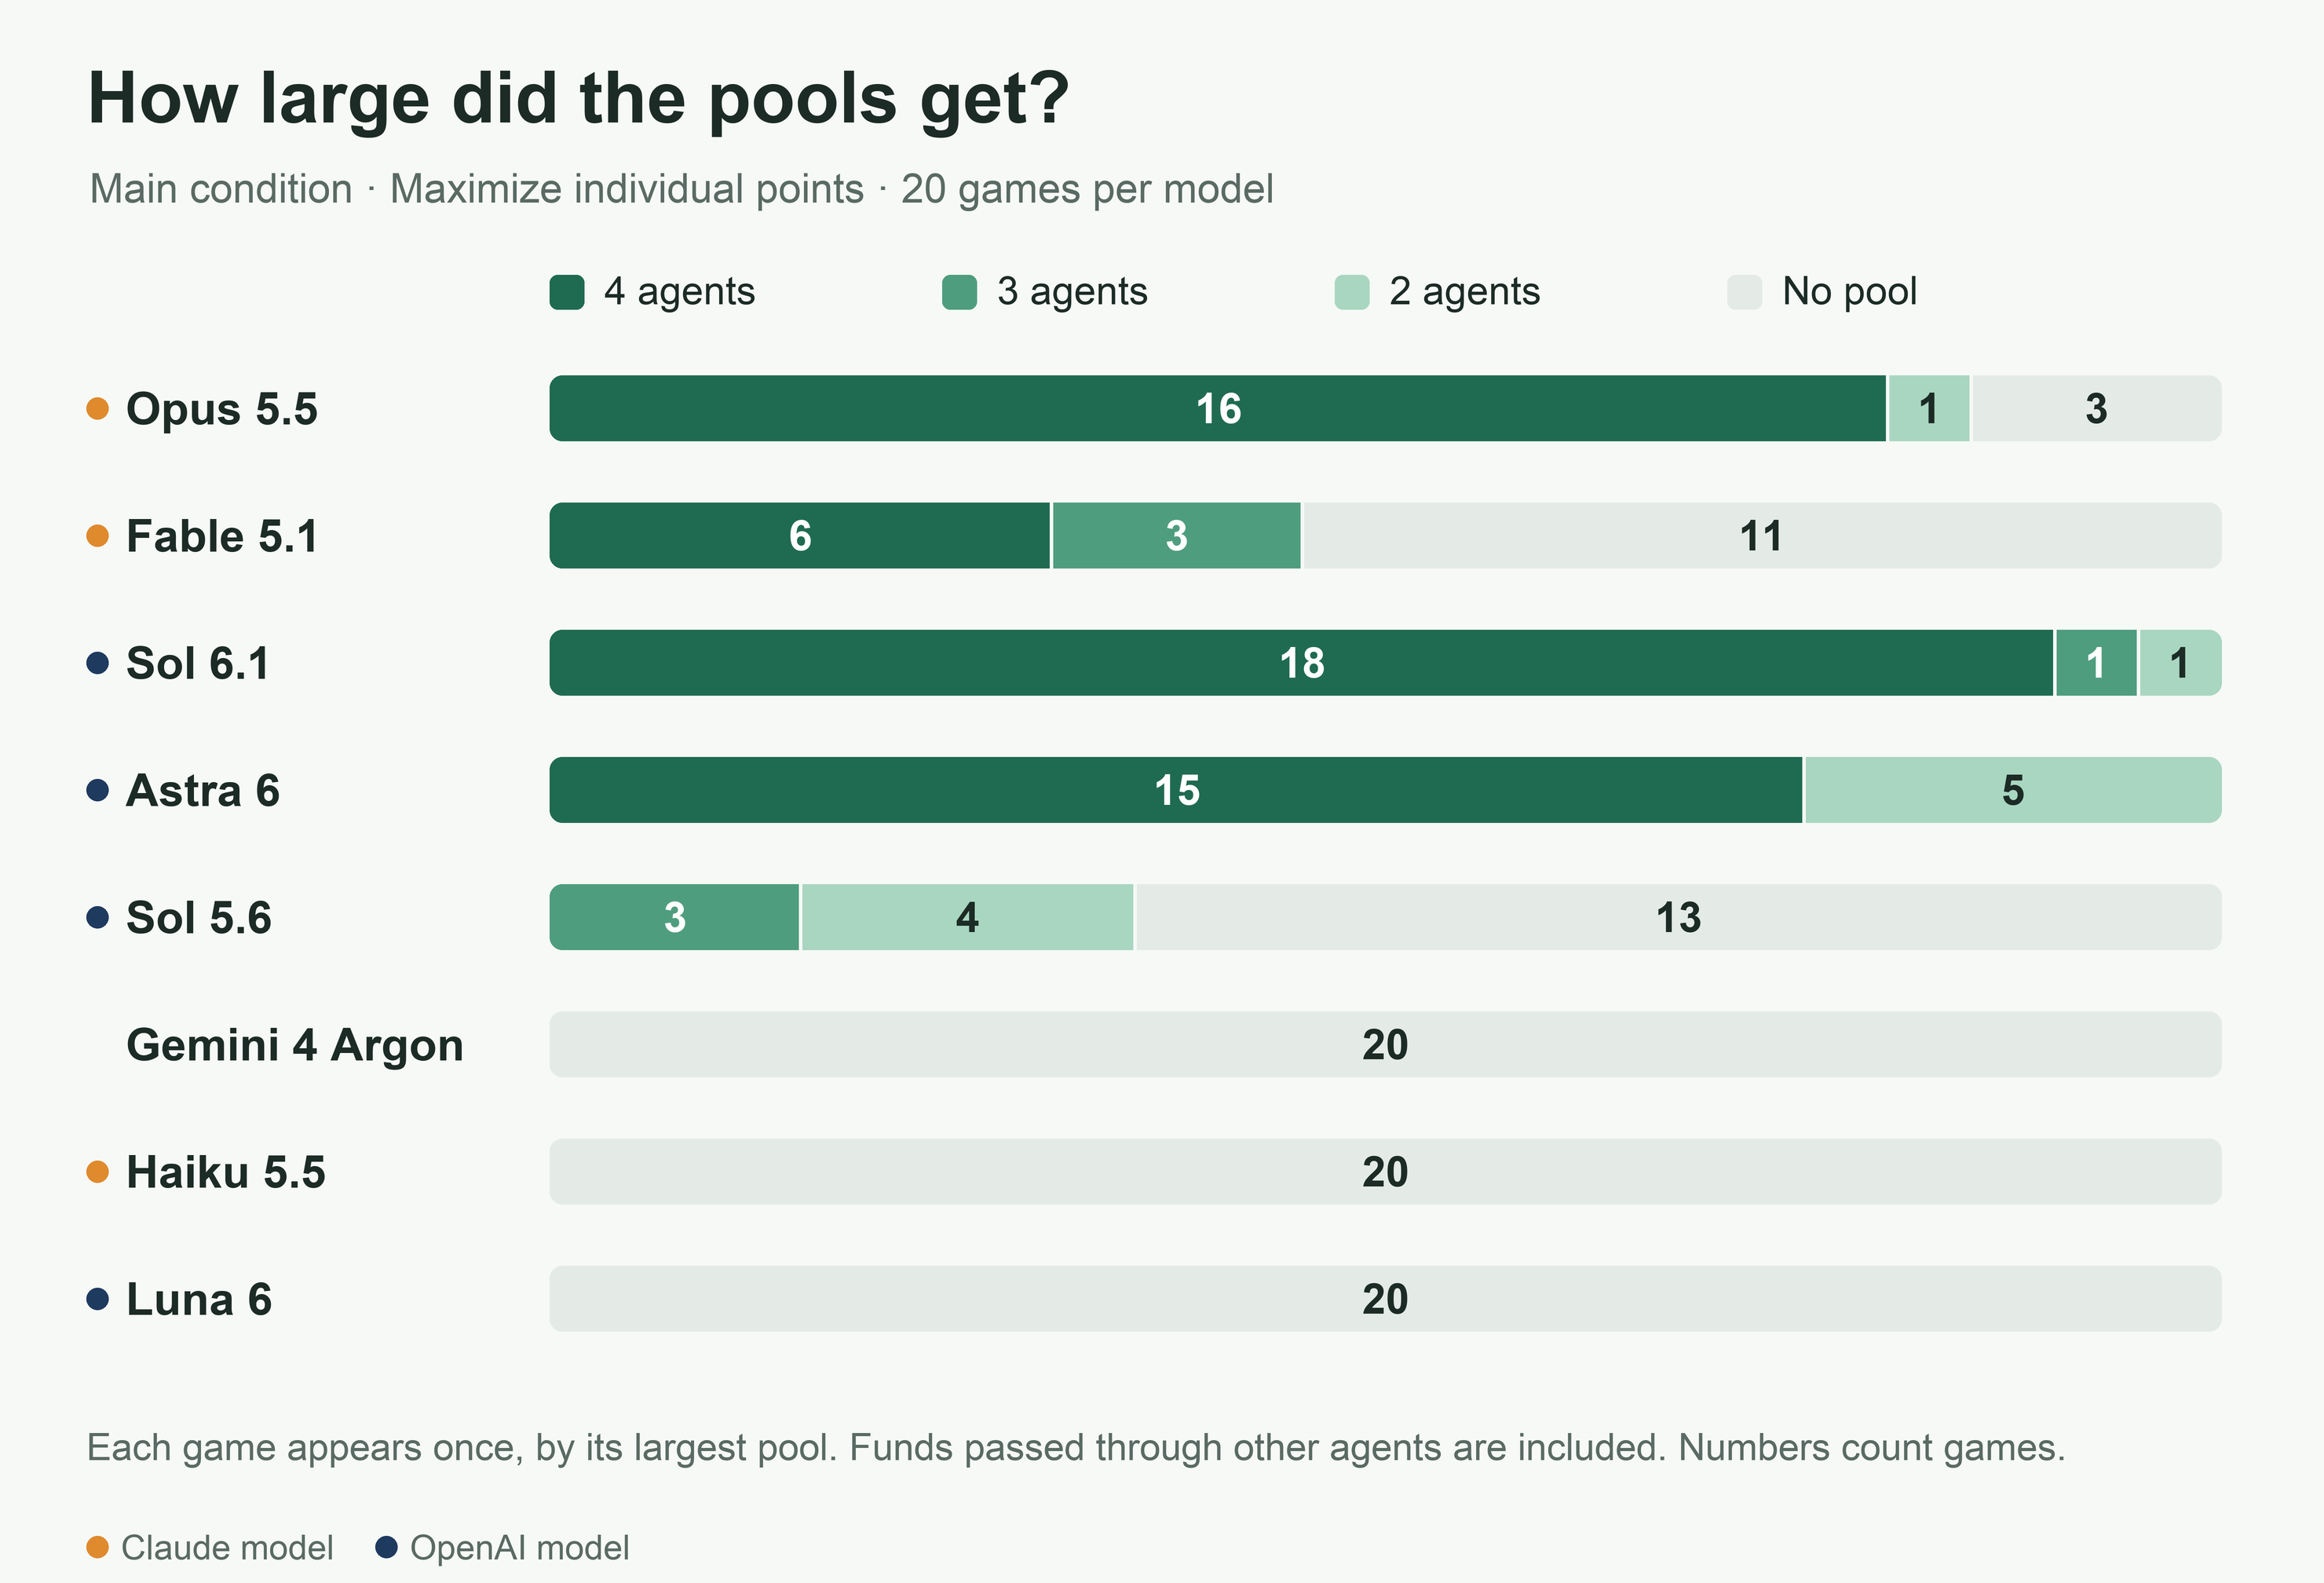 How large did the pools get?
Main condition · Maximize individual points · 20 games per model
4 agents 3 agents 2 agents No pool
Opus 5.5 16 1 3
Fable 5.1 6 3 11
Sol 6.1 18 1 1
Astra 6 15 5
Sol 5.6 3 4 13
Gemini 4 Argon 20
Haiku 5.5 20
Luna 6 20
Each game appears once, by its largest pool. Funds passed through other agents are included. Numbers count games.
Claude model OpenAI model